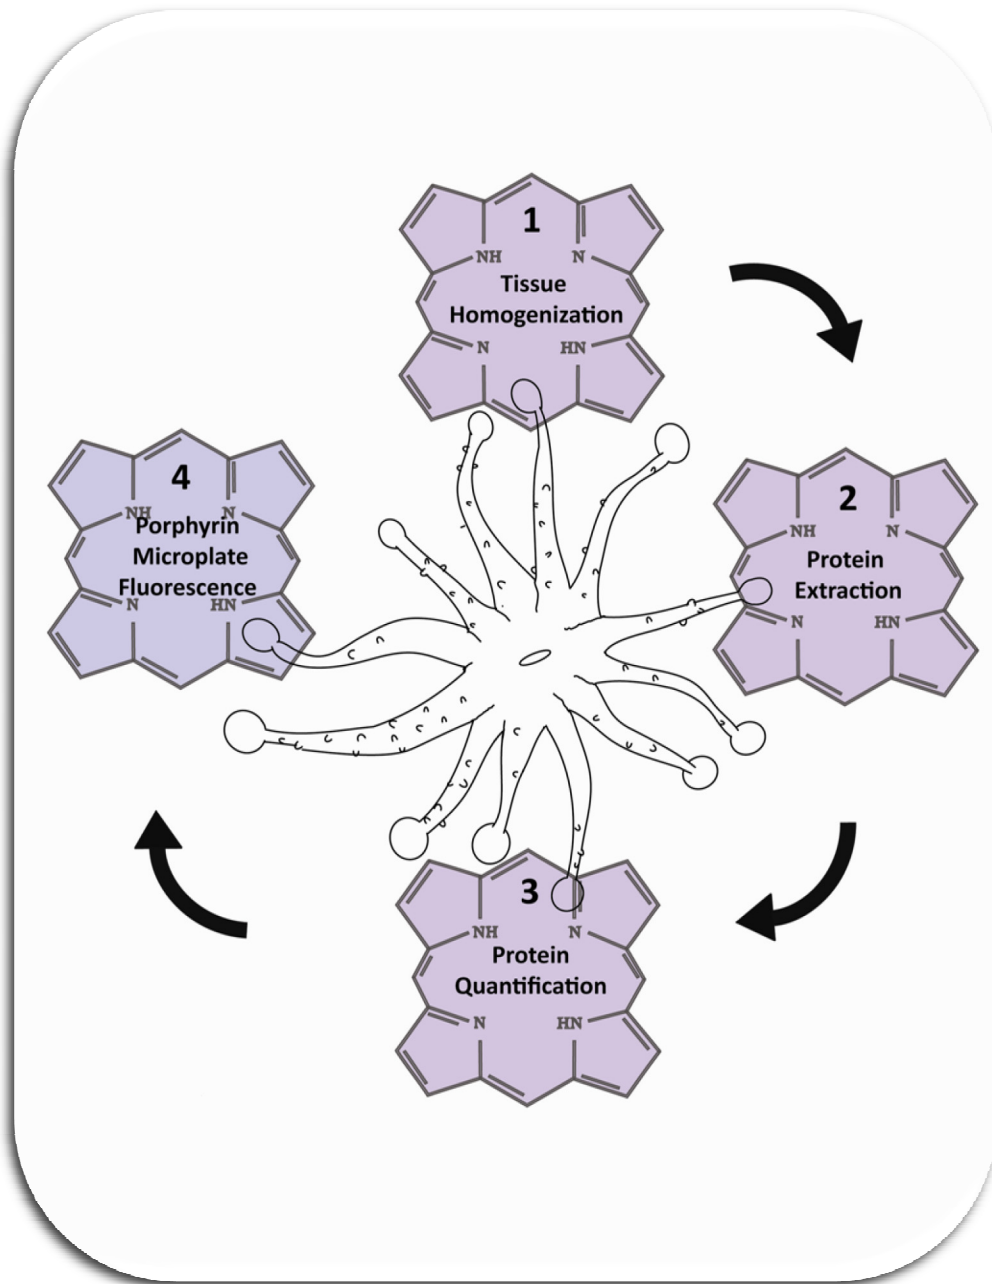 1
NH N
Tissue
Homogenization
N HN
2
NH N
Protein
Extraction
N HN
3
NH N
Protein
Quantification
N HN
4
NH N
Porphyrin
Microplate
Fluorescence
N HN